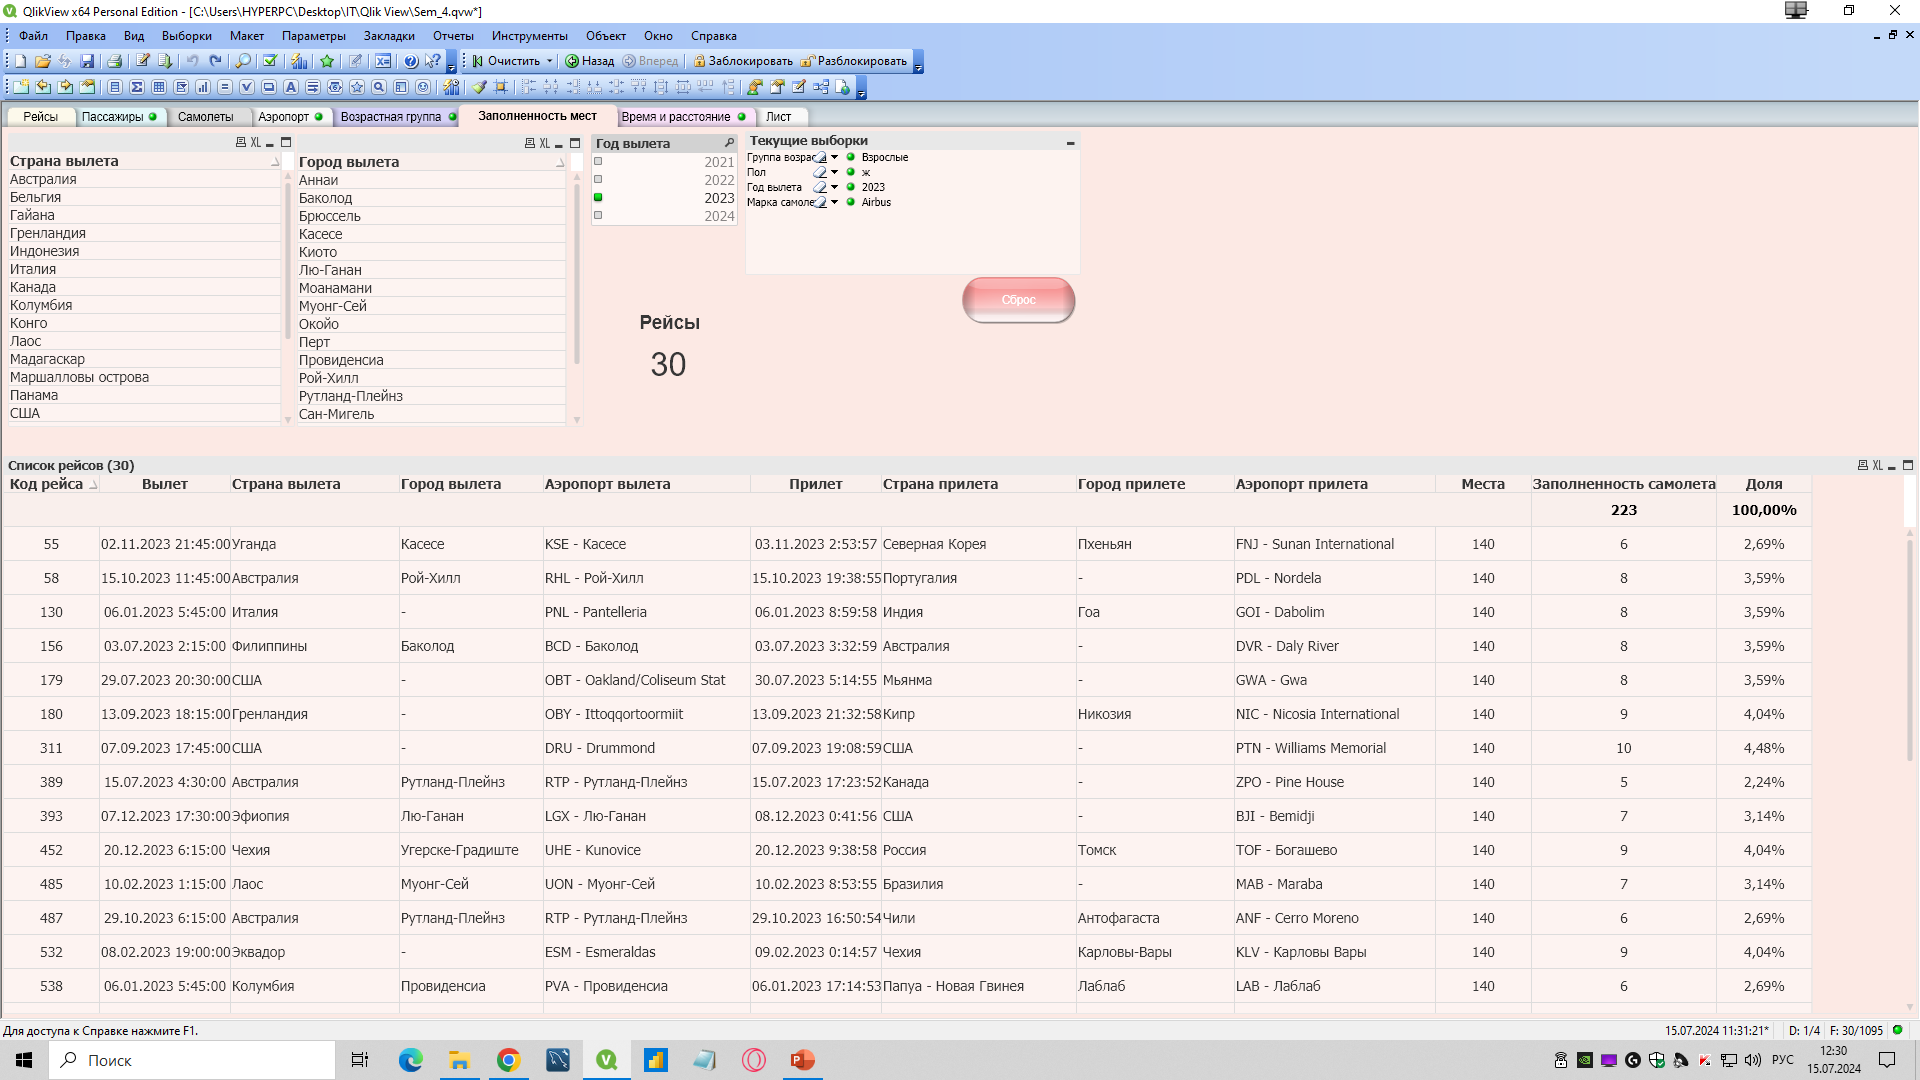 QlikView x64 Personal Edition - [C:\Users\HYPERPC\Desktop\IT\Qlik View\Sem_4.qvw*]
Файл Правка Вид Выборки Макет Параметры Закладки Отчеты Инструменты Объект Окно Справка
Очистить Назад Вперед Заблокировать Разблокировать
Рейсы Пассажиры Самолеты Аэропорт Возрастная группа Заполненность мест Время и расстояние Лист
XL
Страна вылета
Австралия
Бельгия
Гайана
Гренландия
Индонезия
Италия
Канада
Колумбия
Конго
Лаос
Мадагаскар
Маршалловы острова
Панама
США
XL
Город вылета
Аннаи
Баколод
Брюссель
Касесе
Киото
Лю-Ганан
Моанамани
Муонг-Сей
Окойо
Перт
Провиденсиа
Рой-Хилл
Рутланд-Плейнз
Сан-Мигель
Год вылета
2021
2022
2023
2024
Текущие выборки
Группа возрас Взрослые
Пол ж
Год вылета 2023
Марка самоле Airbus
Сброс
Рейсы
30
Список рейсов (30) XL
Код рейса Вылет Страна вылета Город вылета Аэропорт вылета Прилет Страна прилета Город прилете Аэропорт прилета Места Заполненность самолета Доля
223 100,00%
55 02.11.2023 21:45:00 Уганда Касесе KSE - Касесе 03.11.2023 2:53:57 Северная Корея Пхеньян FNJ - Sunan International 140 6 2,69%
58 15.10.2023 11:45:00 Австралия Рой-Хилл RHL - Рой-Хилл 15.10.2023 19:38:55 Португалия - PDL - Nordela 140 8 3,59%
130 06.01.2023 5:45:00 Италия - PNL - Pantelleria 06.01.2023 8:59:58 Индия Гоа GOI - Dabolim 140 8 3,59%
156 03.07.2023 2:15:00 Филиппины Баколод BCD - Баколод 03.07.2023 3:32:59 Австралия - DVR - Daly River 140 8 3,59%
179 29.07.2023 20:30:00 США - OBT - Oakland/Coliseum Stat 30.07.2023 5:14:55 Мьянма - GWA - Gwa 140 8 3,59%
180 13.09.2023 18:15:00 Гренландия - OBY - Ittoqqortoormiit 13.09.2023 21:32:58 Кипр Никозия NIC - Nicosia International 140 9 4,04%
311 07.09.2023 17:45:00 США - DRU - Drummond 07.09.2023 19:08:59 США - PTN - Williams Memorial 140 10 4,48%
389 15.07.2023 4:30:00 Австралия Рутланд-Плейнз RTP - Рутланд-Плейнз 15.07.2023 17:23:52 Канада - ZPO - Pine House 140 5 2,24%
393 07.12.2023 17:30:00 Эфиопия Лю-Ганан LGX - Лю-Ганан 08.12.2023 0:41:56 США - BJI - Bemidji 140 7 3,14%
452 20.12.2023 6:15:00 Чехия Угерске-Градиште UHE - Kunovice 20.12.2023 9:38:58 Россия Томск TOF - Богашево 140 9 4,04%
485 10.02.2023 1:15:00 Лаос Муонг-Сей UON - Муонг-Сей 10.02.2023 8:53:55 Бразилия - MAB - Maraba 140 7 3,14%
487 29.10.2023 6:15:00 Австралия Рутланд-Плейнз RTP - Рутланд-Плейнз 29.10.2023 16:50:54 Чили Антофагаста ANF - Cerro Moreno 140 6 2,69%
532 08.02.2023 19:00:00 Эквадор - ESM - Esmeraldas 09.02.2023 0:14:57 Чехия Карловы-Вары KLV - Карловы Вары 140 9 4,04%
538 06.01.2023 5:45:00 Колумбия Провиденсиа PVA - Провиденсиа 06.01.2023 17:14:53 Папуа - Новая Гвинея Лаблаб LAB - Лаблаб 140 6 2,69%
Для доступа к Справке нажмите F1. 15.07.2024 11:31:21* D: 1/4 F: 30/1095
Поиск РУС 12:30
15.07.2024